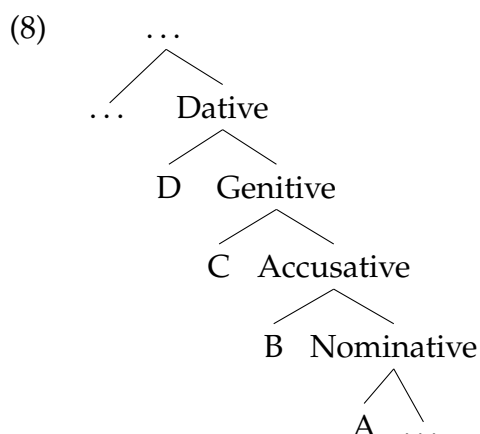 (8) ...
... Dative
D Genitive
C Accusative
B Nominative
A ...